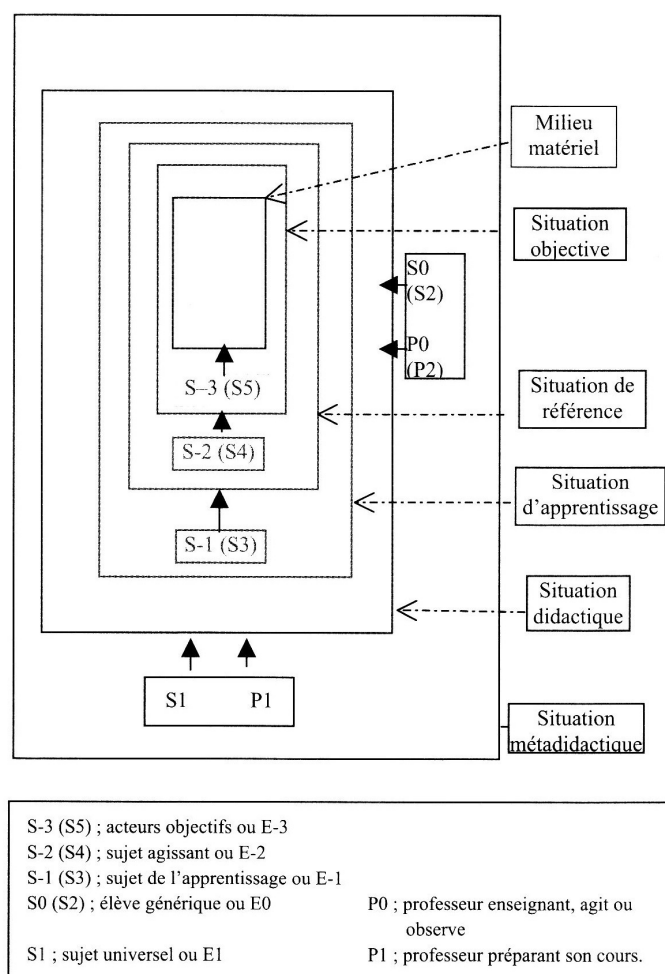 Milieu
matériel
Situation
objective
S0
(S2)
P0
(P2)
S–3 (S5)
Situation de
référence
S-2 (S4)
Situation
d'apprentissage
S-1 (S3)
Situation
didactique
S1 P1
Situation
métadidactique
S-3 (S5) ; acteurs objectifs ou E-3
S-2 (S4) ; sujet agissant ou E-2
S-1 (S3) ; sujet de l'apprentissage ou E-1
S0 (S2) ; élève générique ou E0 P0 ; professeur enseignant, agit ou
observe
S1 ; sujet universel ou E1 P1 ; professeur préparant son cours.